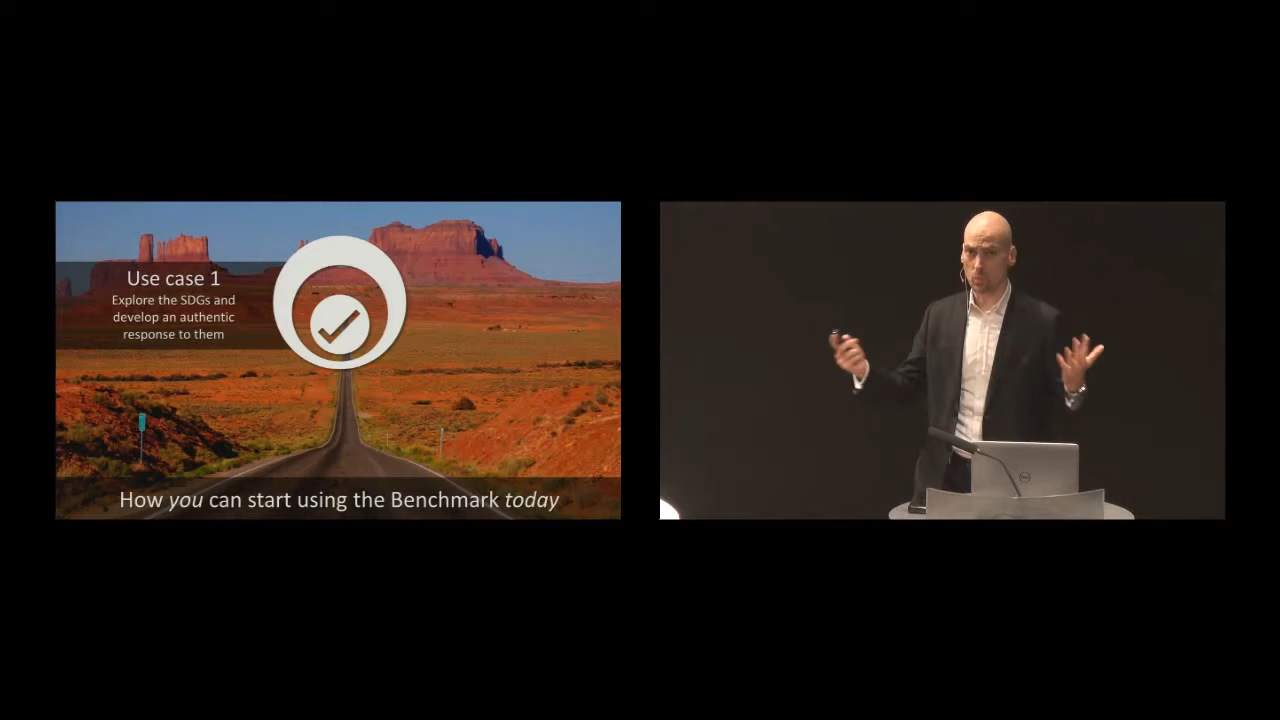 Use case 1
Explore the SDGs and
develop an authentic
response to them
How you can start using the Benchmark today
DELL